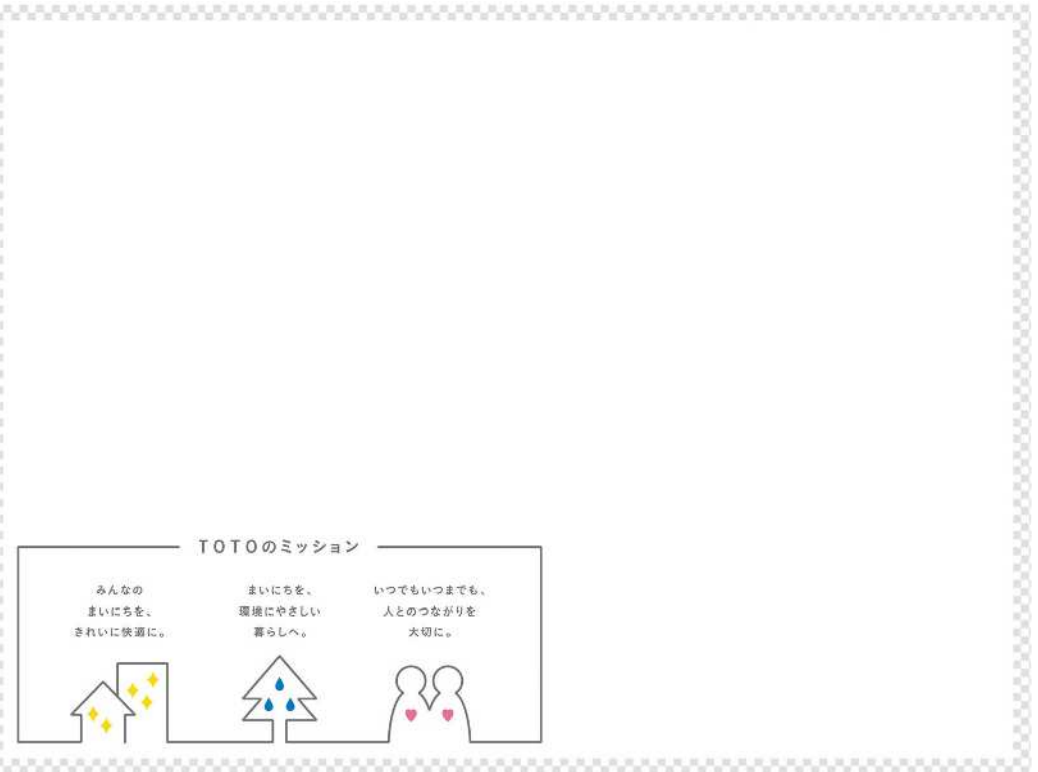 TOTOのミッション
みんなの
まいにちを、
きれいに快適に。
まいにちを、
環境にやさしい
暮らしへ。
いつでもいつまでも、
人とのつながりを
大切に。